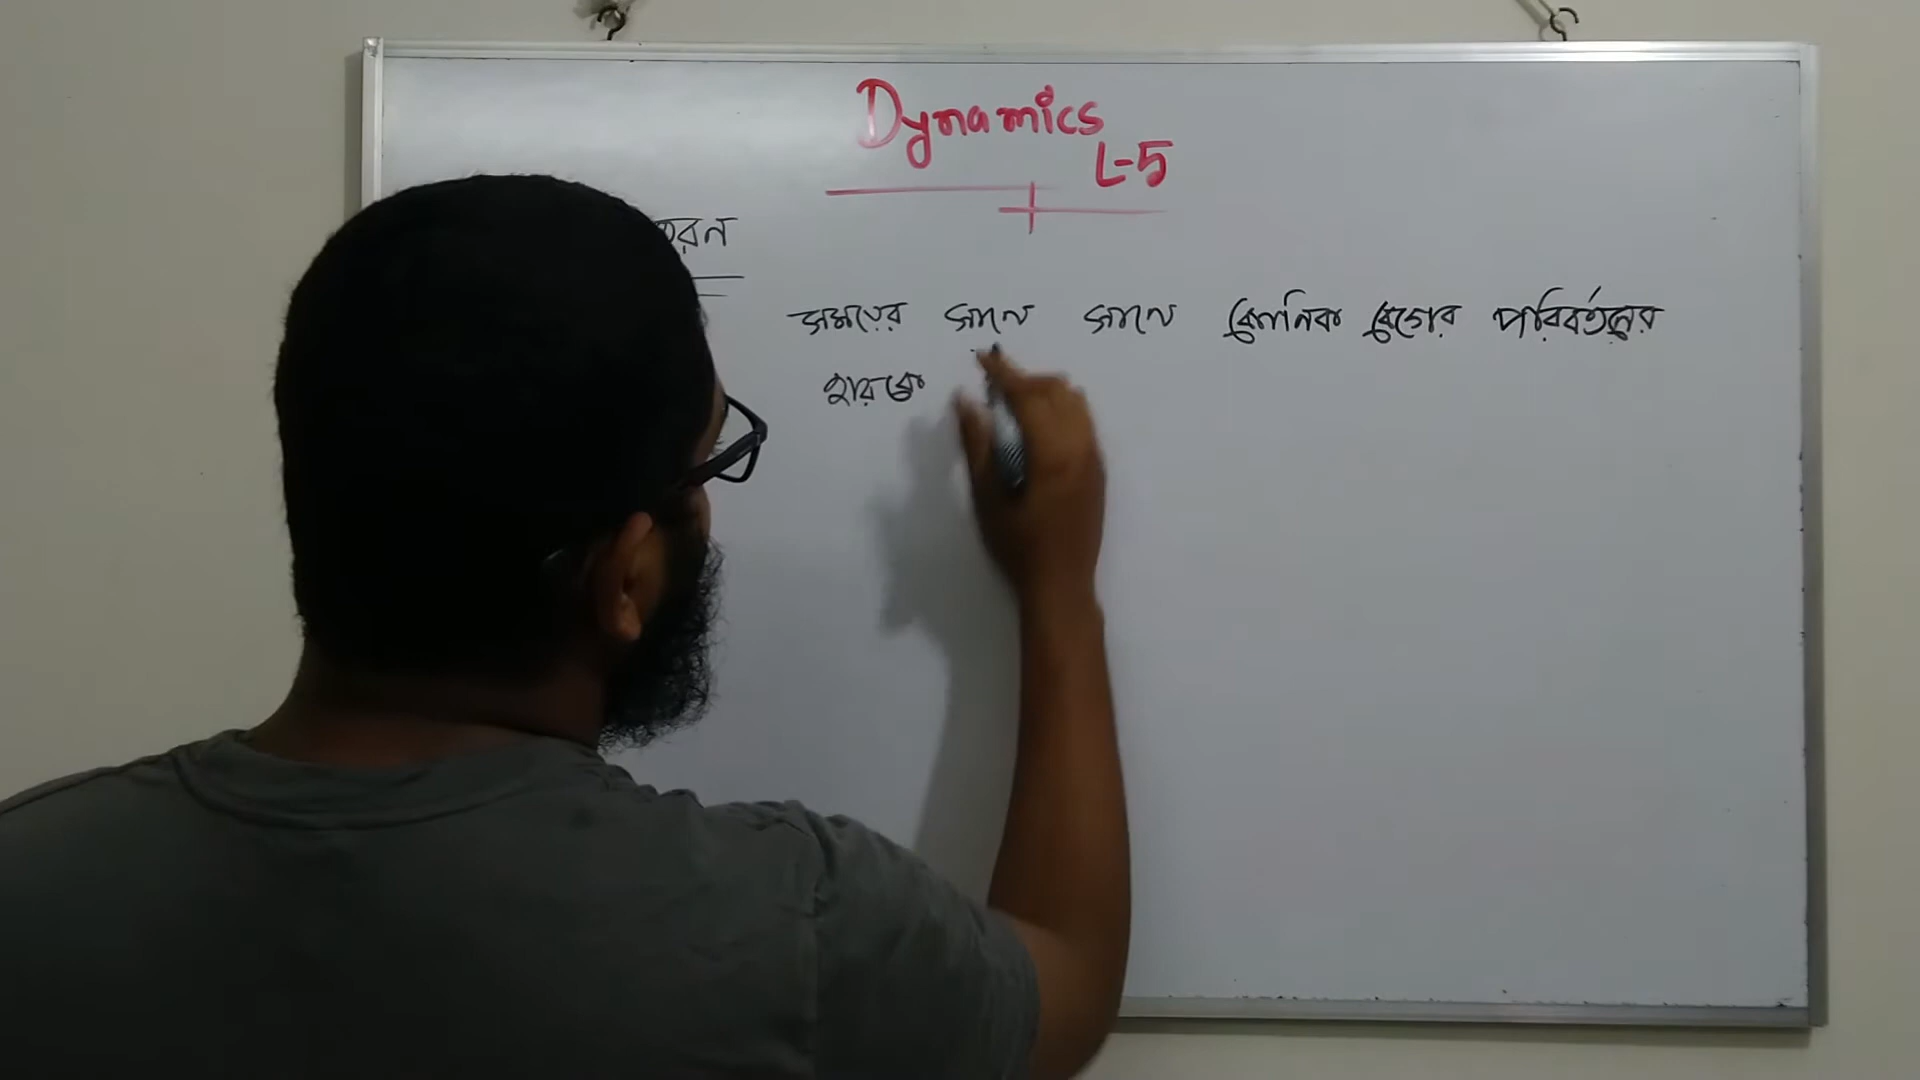 Dynamics
L-5
রন
সময়ের সাথে সাথে কৌনিক বেগের পরিবর্তনের
হারকে